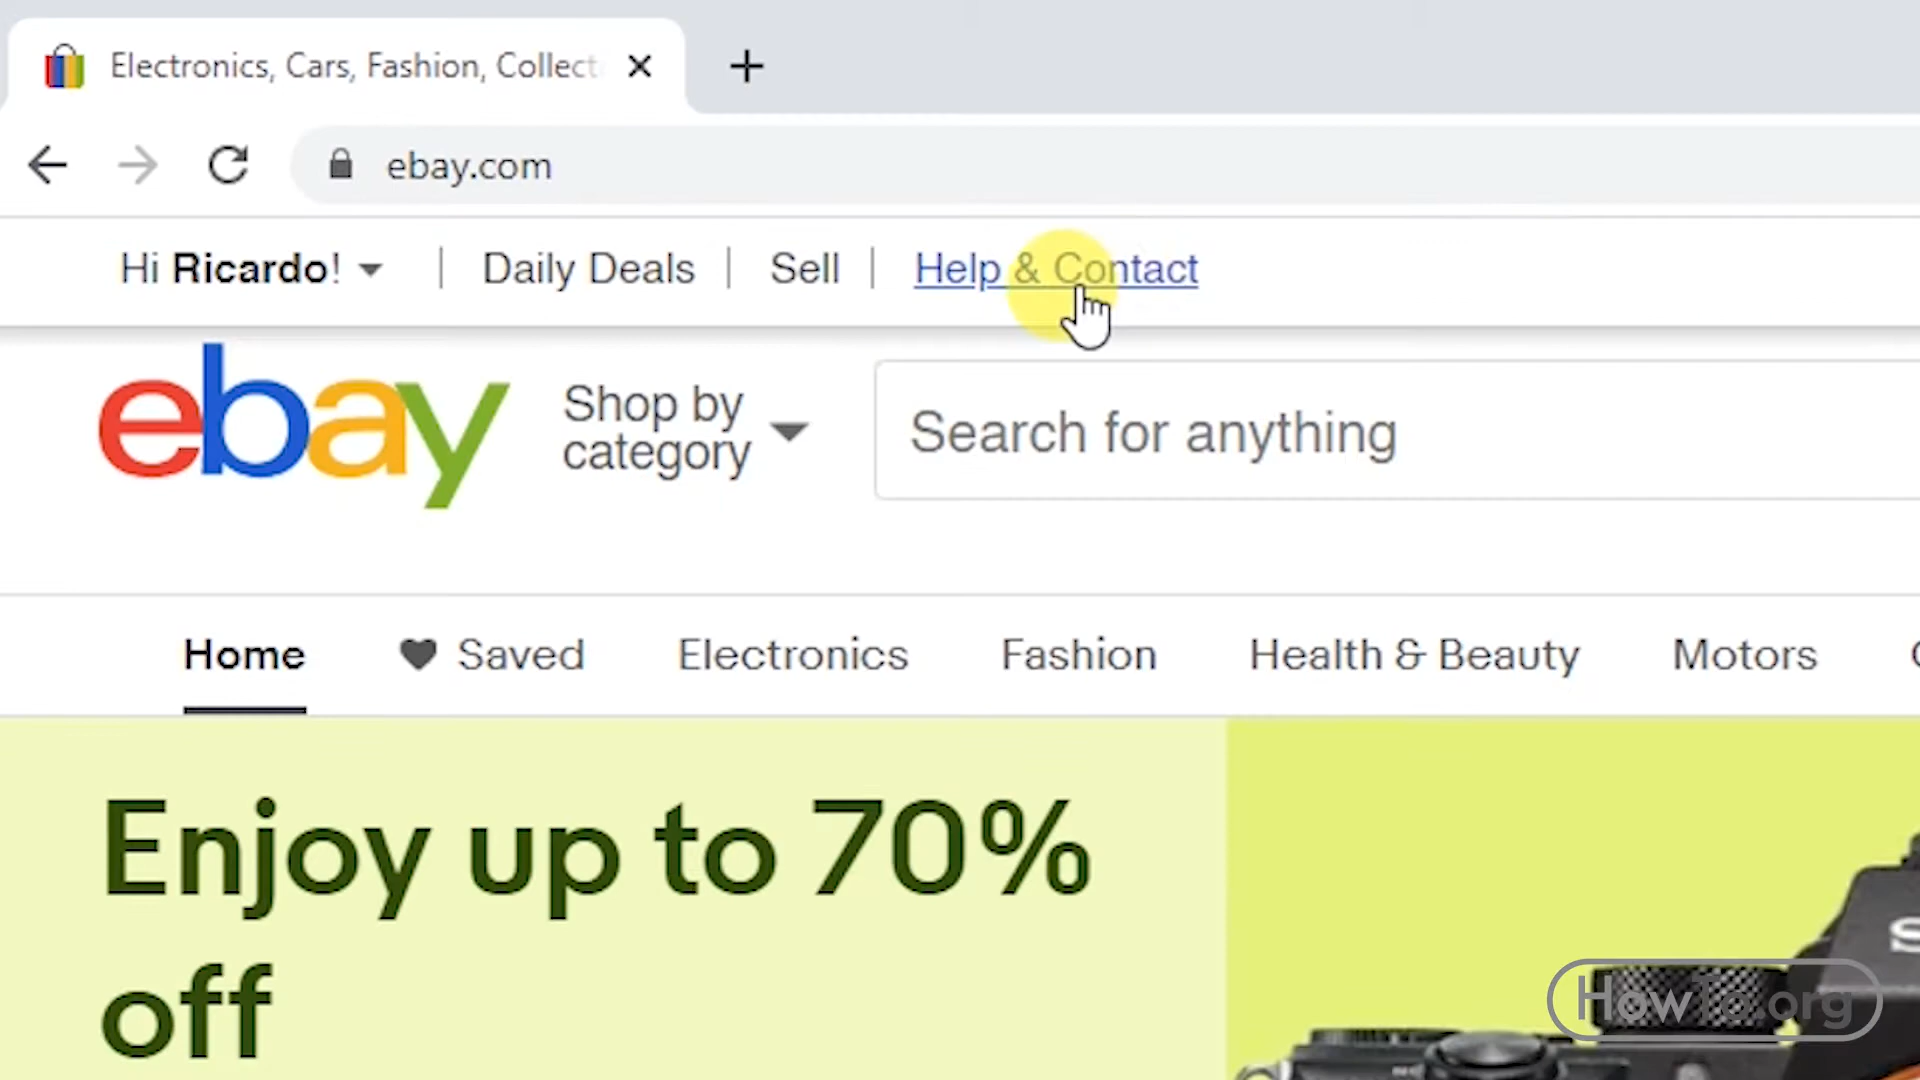 Electronics, Cars, Fashion, Collect
ebay.com
Hi Ricardo! | Daily Deals | Sell | Help & Contact
ebay
Shop by
category
Search for anything
Home Saved Electronics Fashion Health & Beauty Motors
Enjoy up to 70%
off
HowTo.org